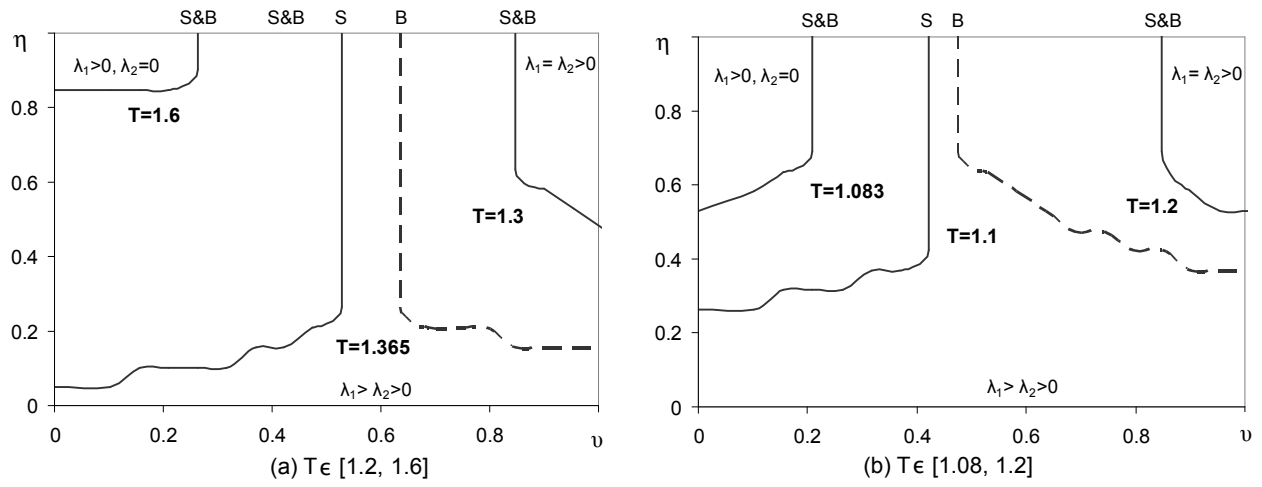 S&B S&B S B S&B
η
λ₁>0, λ₂=0
λ₁= λ₂>0
0.8
T=1.6
0.6
T=1.3
0.4
0.2
T=1.365
λ₁> λ₂>0
0
0 0.2 0.4 0.6 0.8 υ
(a) Tϵ [1.2, 1.6]
S&B S B S&B
η
λ₁>0, λ₂=0
λ₁= λ₂>0
0.8
0.6
T=1.083
T=1.2
T=1.1
0.4
0.2
λ₁> λ₂>0
0
0 0.2 0.4 0.6 0.8 υ
(b) Tϵ [1.08, 1.2]